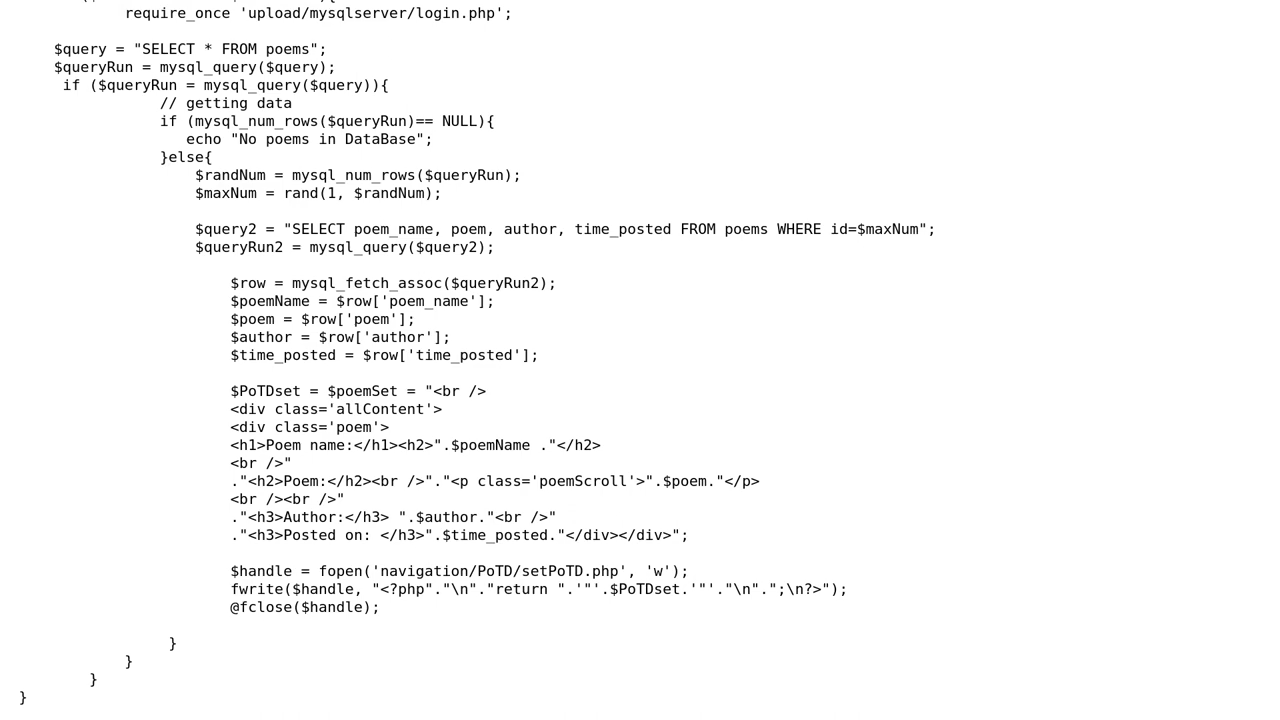 require_once 'upload/mysqlserver/login.php';
$query = "SELECT * FROM poems";
$queryRun = mysql_query($query);
if ($queryRun = mysql_query($query)){
// getting data
if (mysql_num_rows($queryRun)== NULL){
echo "No poems in DataBase";
}else{
$randNum = mysql_num_rows($queryRun);
$maxNum = rand(1, $randNum);
$query2 = "SELECT poem_name, poem, author, time_posted FROM poems WHERE id=$maxNum";
$queryRun2 = mysql_query($query2);
$row = mysql_fetch_assoc($queryRun2);
$poemName = $row['poem_name'];
$poem = $row['poem'];
$author = $row['author'];
$time_posted = $row['time_posted'];
$PoTDset = $poemSet = "<br />
<div class='allContent'>
<div class='poem'>
<h1>Poem name:</h1><h2>".$poemName ."</h2>
<br />"
."<h2>Poem:</h2><br />"."<p class='poemScroll'>".$poem."</p>
<br /><br />"
."<h3>Author:</h3> ".$author."<br />"
."<h3>Posted on: </h3>".$time_posted."</div></div>";
$handle = fopen('navigation/PoTD/setPoTD.php', 'w');
fwrite($handle, "<?php"."\n"."return ".'"'.$PoTDset.'"'."\n".";\n?>");
@fclose($handle);
}
}
}
}